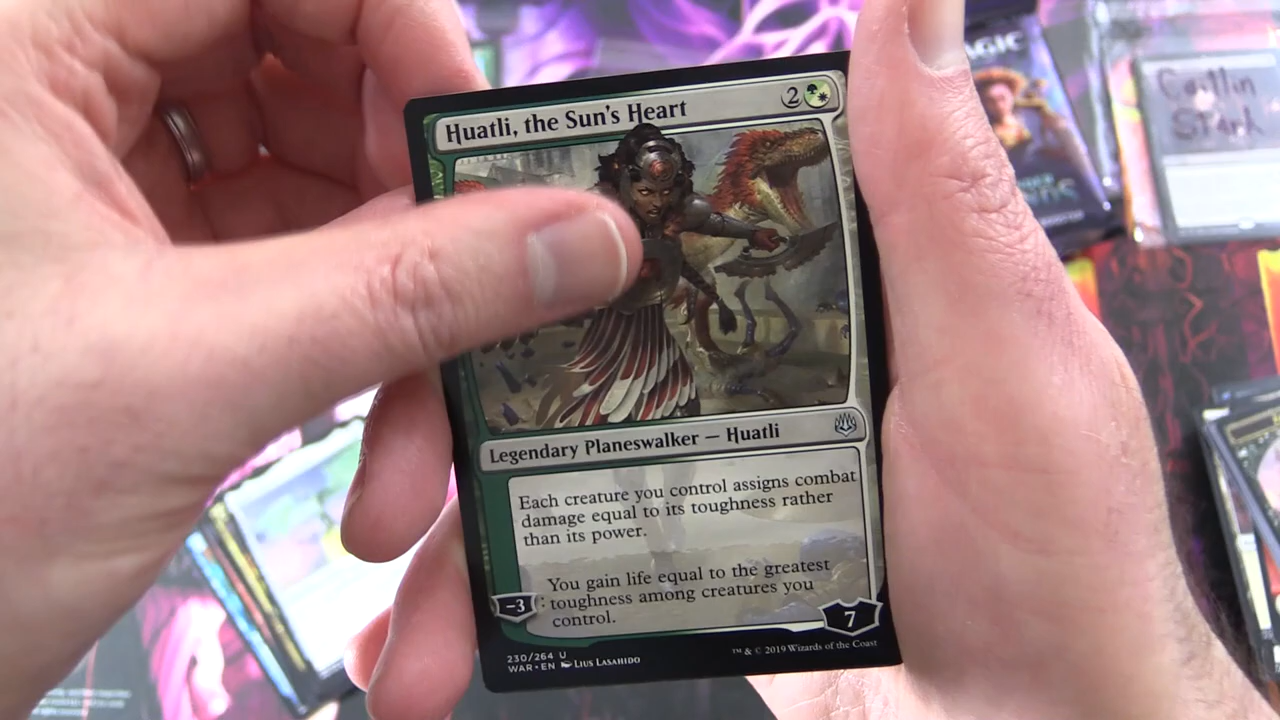 Huatli, the Sun's Heart
2
Legendary Planeswalker — Huatli
Each creature you control assigns combat
damage equal to its toughness rather
than its power.
You gain life equal to the greatest
−3 : toughness among creatures you
control.
7
230/264 U
WAR • EN Lius Lasahido
™ & © 2019 Wizards of the Coast
MAGIC
Caitlin
Stark